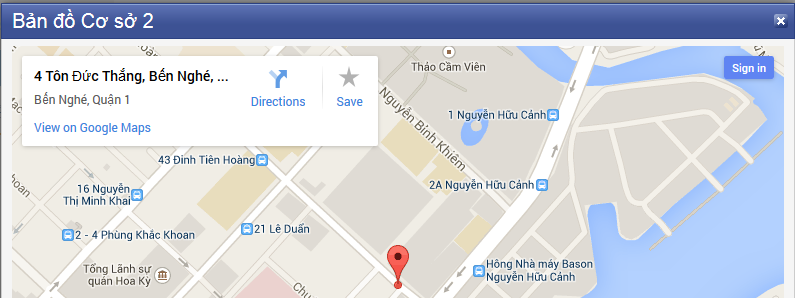 Bản đồ Cơ sở 2
4 Tôn Đức Thắng, Bến Nghé, ...
Bến Nghé, Quận 1
View on Google Maps
Directions
Save
Sign in
Thảo Cầm Viên
Nguyễn Bỉnh Khiêm
1 Nguyễn Hữu Cảnh
43 Đinh Tiên Hoàng
2A Nguyễn Hữu Cảnh
16 Nguyễn
Thị Minh Khai
hoan
2 - 4 Phùng Khắc Khoan
21 Lê Duẩn
Tổng Lãnh sự
quán Hoa Kỳ
Hông Nhà máy Bason
Nguyễn Hữu Cảnh
Chu